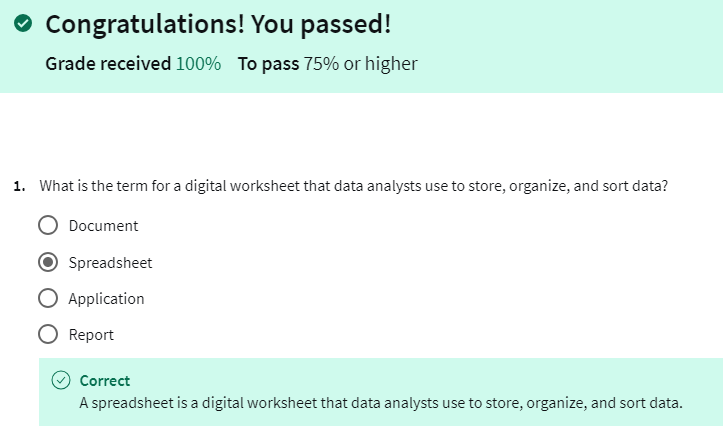 Congratulations! You passed!
Grade received 100% To pass 75% or higher
1. What is the term for a digital worksheet that data analysts use to store, organize, and sort data?
Document
Spreadsheet
Application
Report
Correct
A spreadsheet is a digital worksheet that data analysts use to store, organize, and sort data.